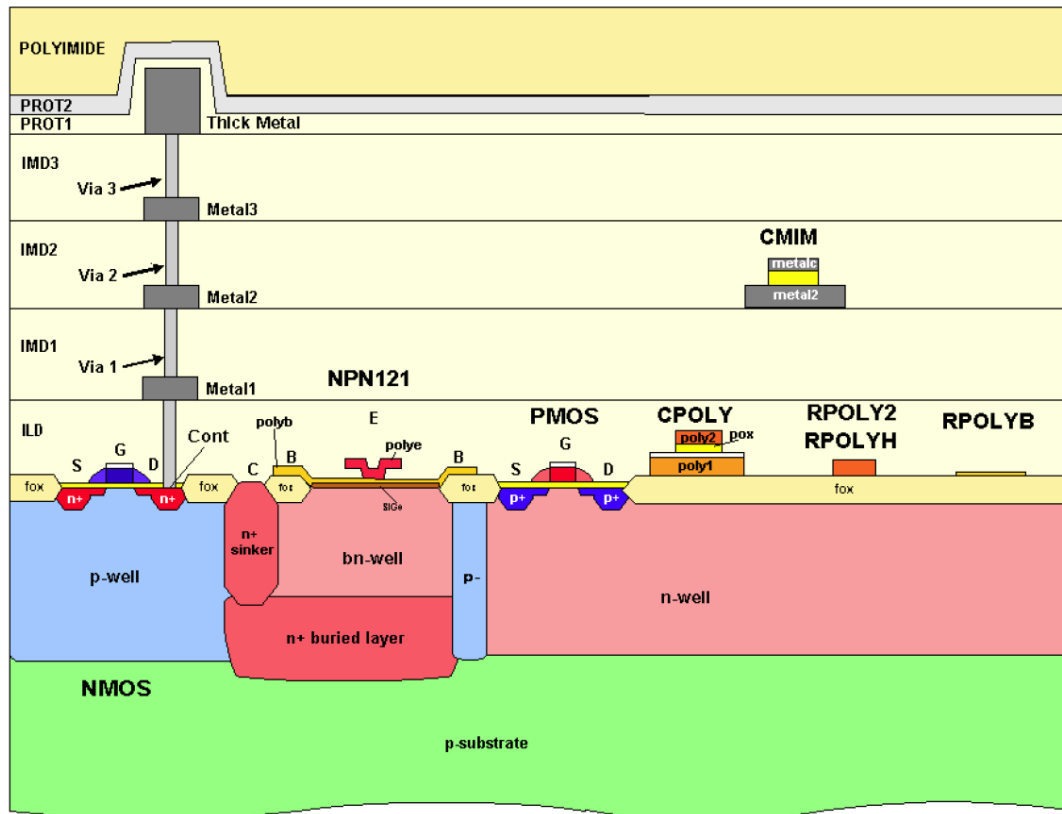 POLYIMIDE
PROT2
PROT1
Thick Metal
IMD3
Via 3
Metal3
IMD2
Via 2
Metal2
CMIM
metalc
metal2
IMD1
Via 1
Metal1
NPN121
ILD
Cont
S G D
polyb
E
polye
C B B
PMOS
S G D
CPOLY
poly2
pox
poly1
RPOLY2
RPOLYH
RPOLYB
fox
n+
n+
fox
fox
SiGe
fox
p+
p+
fox
n+
sinker
p-well
bn-well
p-
n-well
n+ buried layer
NMOS
p-substrate